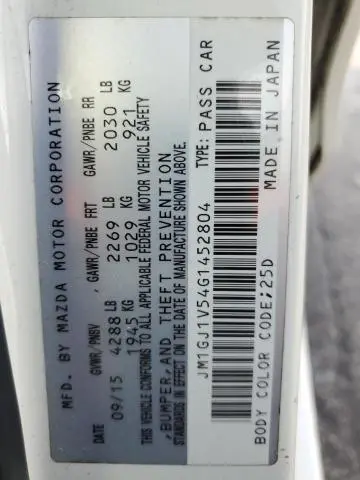 MFD. BY MAZDA MOTOR CORPORATION
DATE GVWR/PNBV , GAWR/PNBE FRT GAWR/PNBE RR
09/15 4288 LB 2269 LB 2030 LB
1945 KG 1029 KG 921 KG
THIS VEHICLE CONFORMS TO ALL APPLICABLE FEDERAL MOTOR VEHICLE SAFETY
,BUMPER, AND THEFT PREVENTION
STANDARDS IN EFFECT ON THE DATE OF MANUFACTURE SHOWN ABOVE.
JM1GJ1V54G1452804 TYPE: PASS CAR
BODY COLOR CODE;25D MADE IN JAPAN